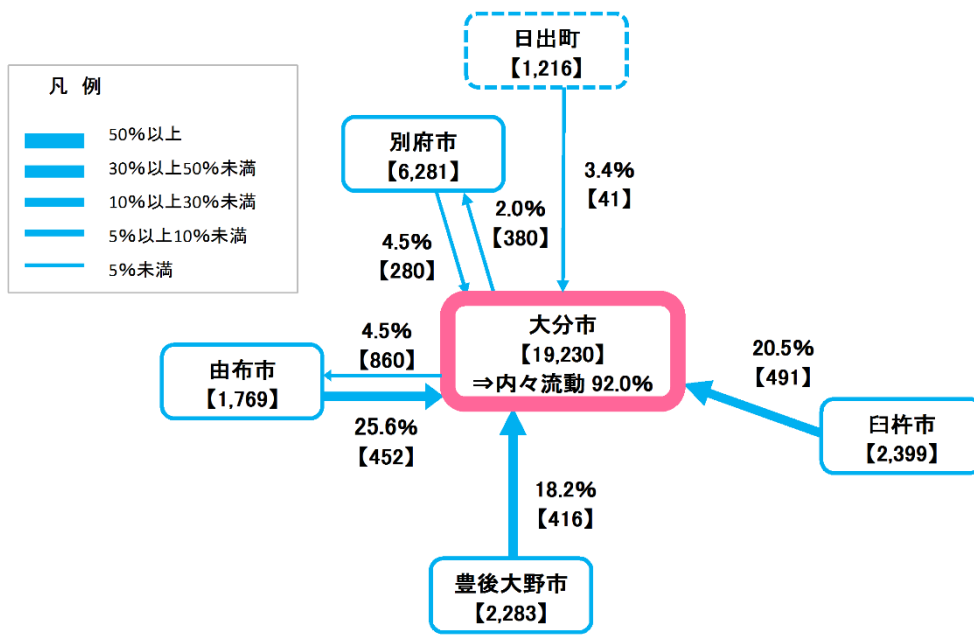 凡 例
50%以上
30%以上50%未満
10%以上30%未満
5%以上10%未満
5%未満
日出町
【1,216】
別府市
【6,281】
3.4%
【41】
2.0%
【380】
4.5%
【280】
大分市
【19,230】
⇒内々流動 92.0%
4.5%
【860】
由布市
【1,769】
25.6%
【452】
20.5%
【491】
臼杵市
【2,399】
18.2%
【416】
豊後大野市
【2,283】